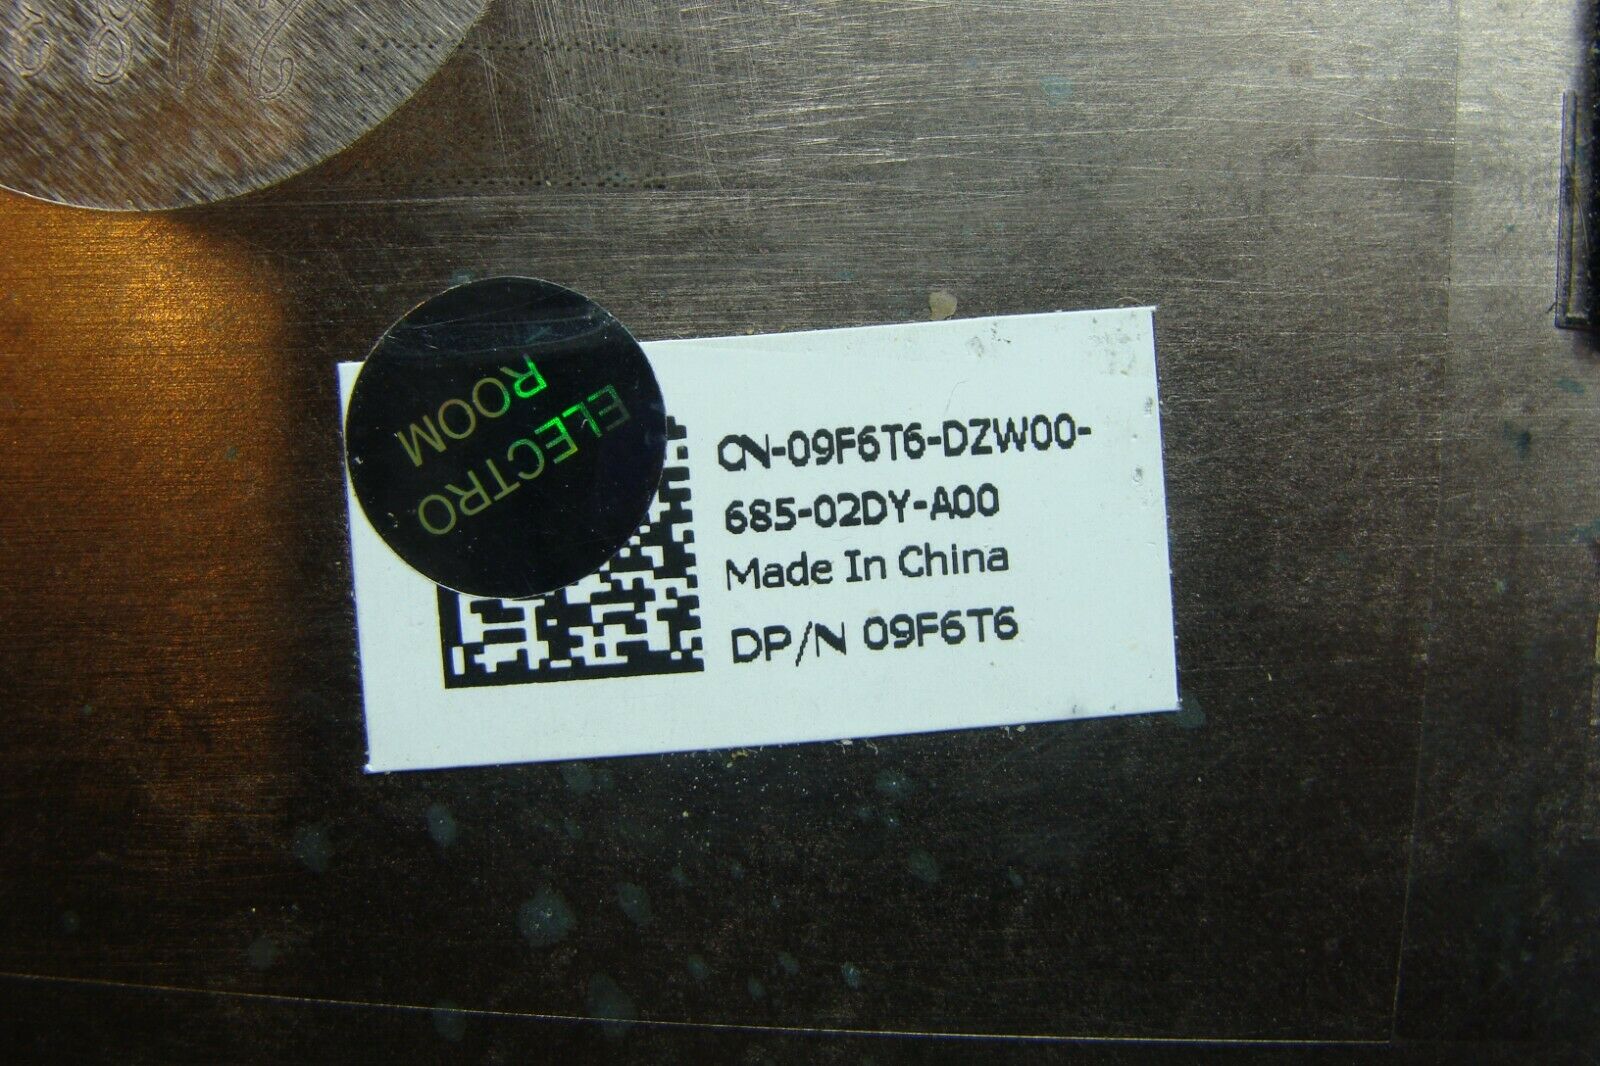 ELECTRO
ROOM
CN-09F6T6-DZW00-
685-02DY-A00
Made In China
DP/N 09F6T6